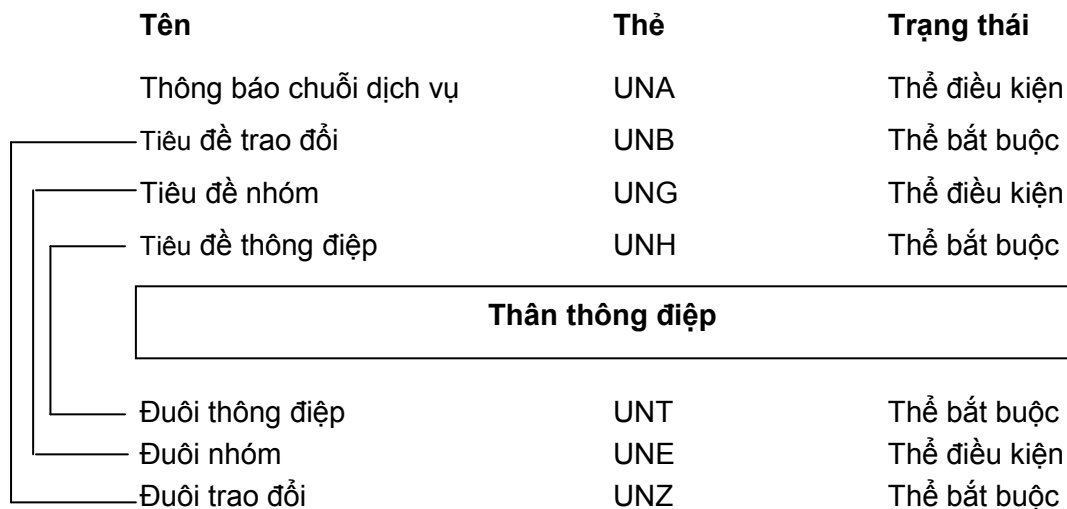 Tên Thẻ Trạng thái
Thông báo chuỗi dịch vụ UNA Thể điều kiện
Tiêu đề trao đổi UNB Thể bắt buộc
Tiêu đề nhóm UNG Thể điều kiện
Tiêu đề thông điệp UNH Thể bắt buộc
Thân thông điệp
Đuôi thông điệp UNT Thể bắt buộc
Đuôi nhóm UNE Thể điều kiện
Đuôi trao đổi UNZ Thể bắt buộc